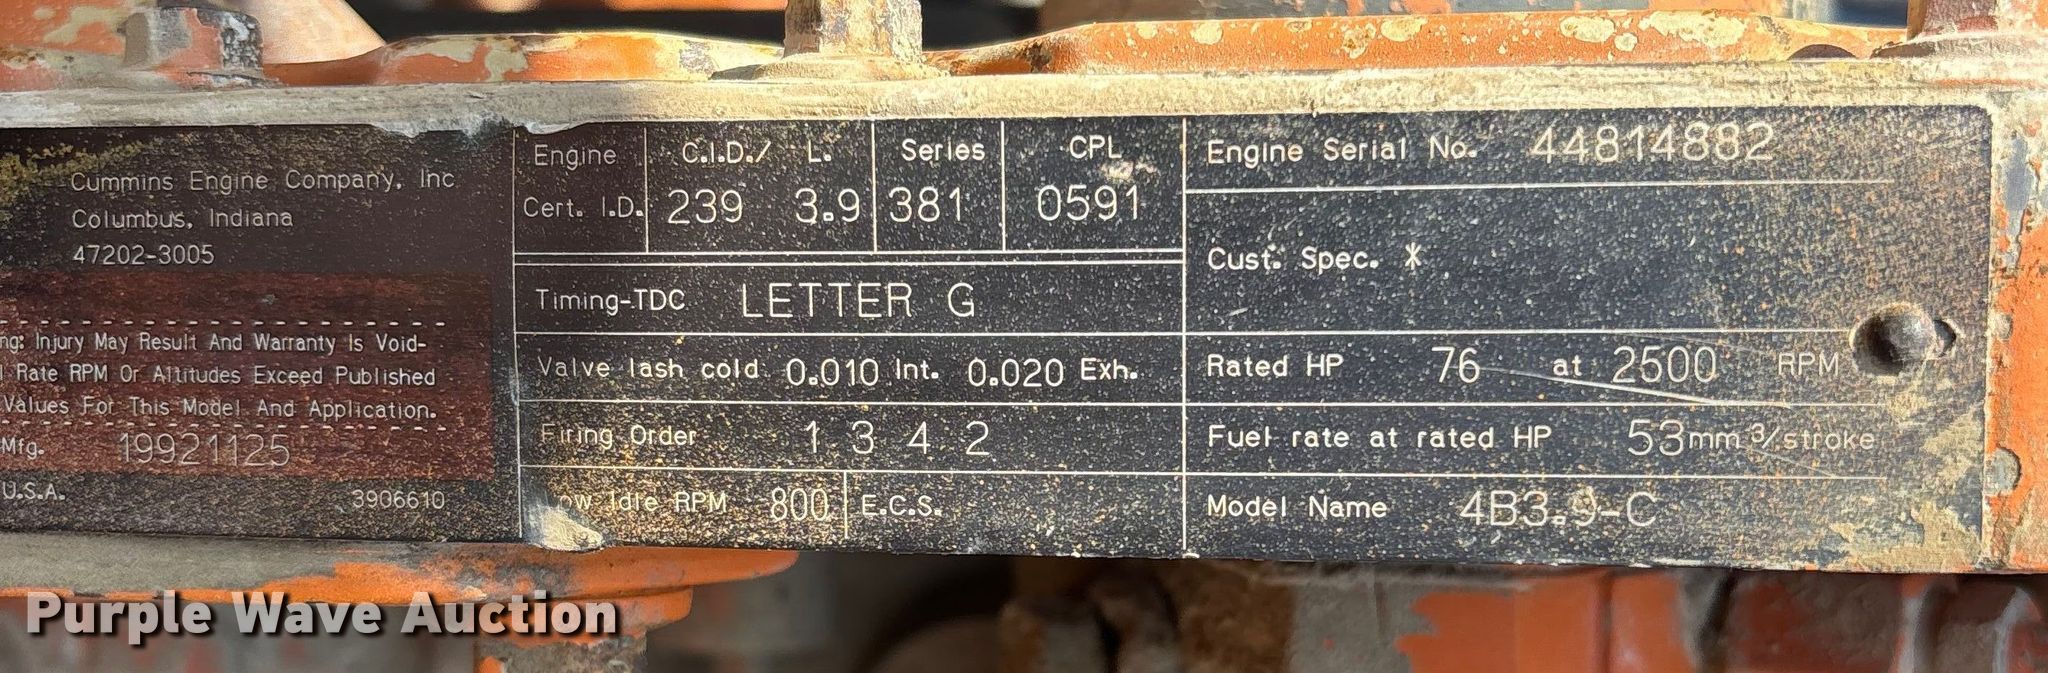 Cummins Engine Company, Inc
Columbus, Indiana
47202-3005
ng: Injury May Result And Warranty Is Void-
l Rate RPM Or Altitudes Exceed Published
Values For This Model And Application.
Mfg. 19921125
U.S.A. 3906610
Engine Cert. I.D.
C.I.D./ L.
239 3.9
Series
381
CPL
0591
Timing-TDC LETTER G
Valve lash cold 0.010 Int. 0.020 Exh.
Firing Order 1 3 4 2
ow Idle RPM 800 E.C.S.
Engine Serial No. 44814882
Cust. Spec. *
Rated HP 76 at 2500 RPM
Fuel rate at rated HP 53mm³/stroke
Model Name 4B3.9-C
Purple Wave Auction